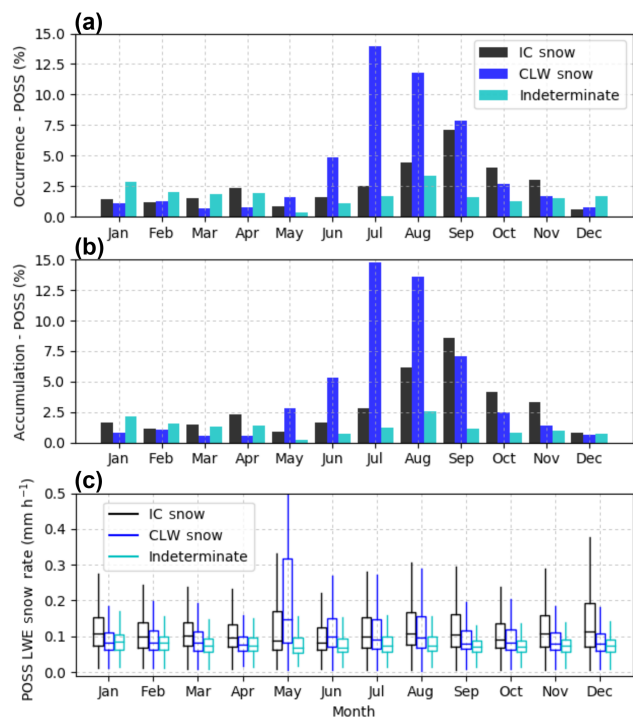 (a)
Occurrence - POSS (%)
15.0
12.5
10.0
7.5
5.0
2.5
0.0
IC snow
CLW snow
Indeterminate
Jan Feb Mar Apr May Jun Jul Aug Sep Oct Nov Dec
(b)
Accumulation - POSS (%)
15.0
12.5
10.0
7.5
5.0
2.5
0.0
Jan Feb Mar Apr May Jun Jul Aug Sep Oct Nov Dec
(c)
POSS LWE snow rate (mm h⁻¹)
0.5
0.4
0.3
0.2
0.1
0.0
IC snow
CLW snow
Indeterminate
Jan Feb Mar Apr May Jun Jul Aug Sep Oct Nov Dec
Month